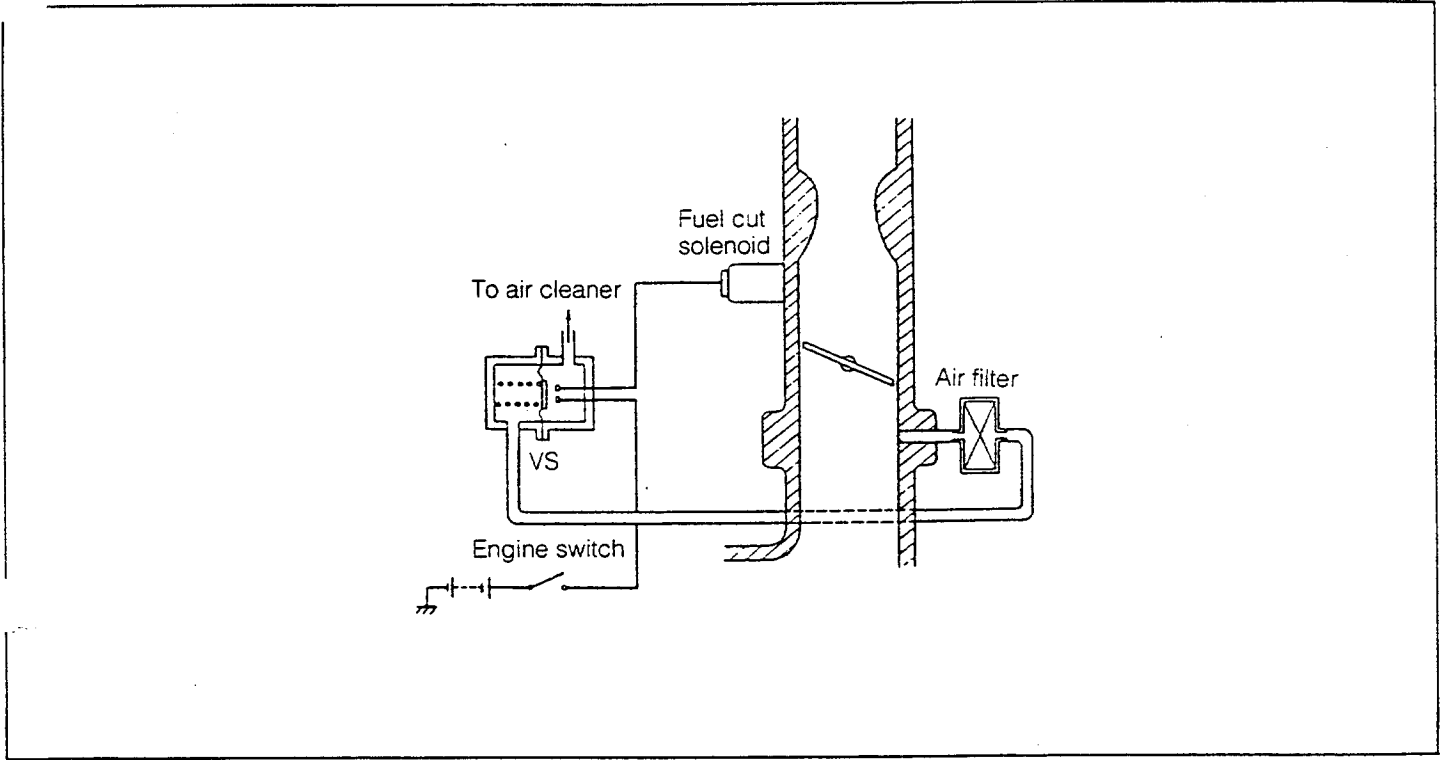 Fuel cut
solenoid
To air cleaner
Air filter
VS
Engine switch